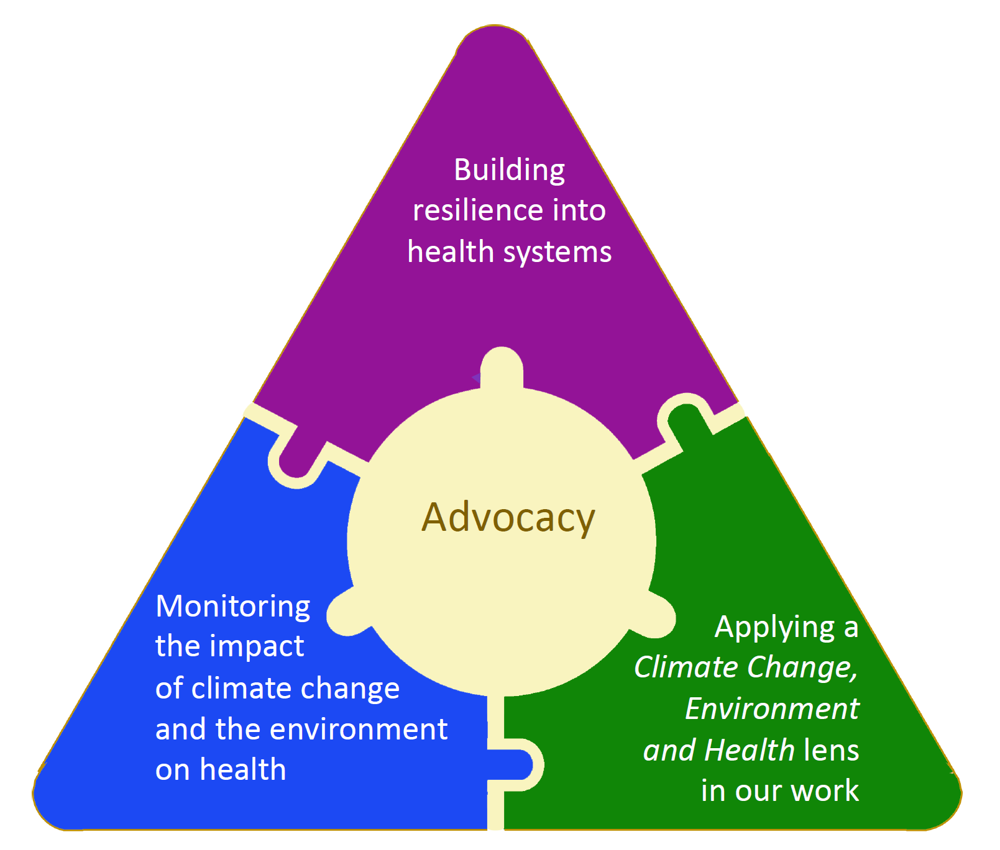 Building
resilience into
health systems
Advocacy
Monitoring
the impact
of climate change
and the environment
on health
Applying a
Climate Change,
Environment
and Health lens
in our work